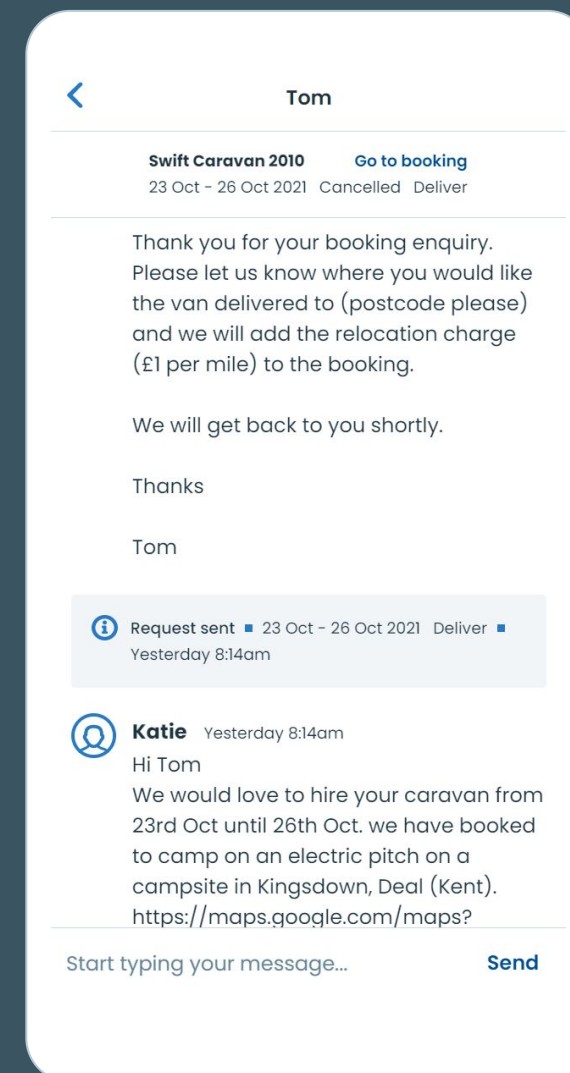 Tom
Swift Caravan 2010 Go to booking
23 Oct - 26 Oct 2021 Cancelled Deliver
Thank you for your booking enquiry.
Please let us know where you would like
the van delivered to (postcode please)
and we will add the relocation charge
(£1 per mile) to the booking.
We will get back to you shortly.
Thanks
Tom
Request sent ▪ 23 Oct - 26 Oct 2021 Deliver ▪
Yesterday 8:14am
Katie Yesterday 8:14am
Hi Tom
We would love to hire your caravan from
23rd Oct until 26th Oct. we have booked
to camp on an electric pitch on a
campsite in Kingsdown, Deal (Kent).
https://maps.google.com/maps?
Start typing your message... Send